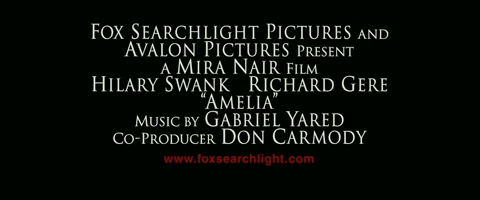 FOX SEARCHLIGHT PICTURES AND
AVALON PICTURES PRESENT
A MIRA NAIR FILM
HILARY SWANK RICHARD GERE
"AMELIA"
MUSIC BY GABRIEL YARED
CO-PRODUCER DON CARMODY
www.foxsearchlight.com